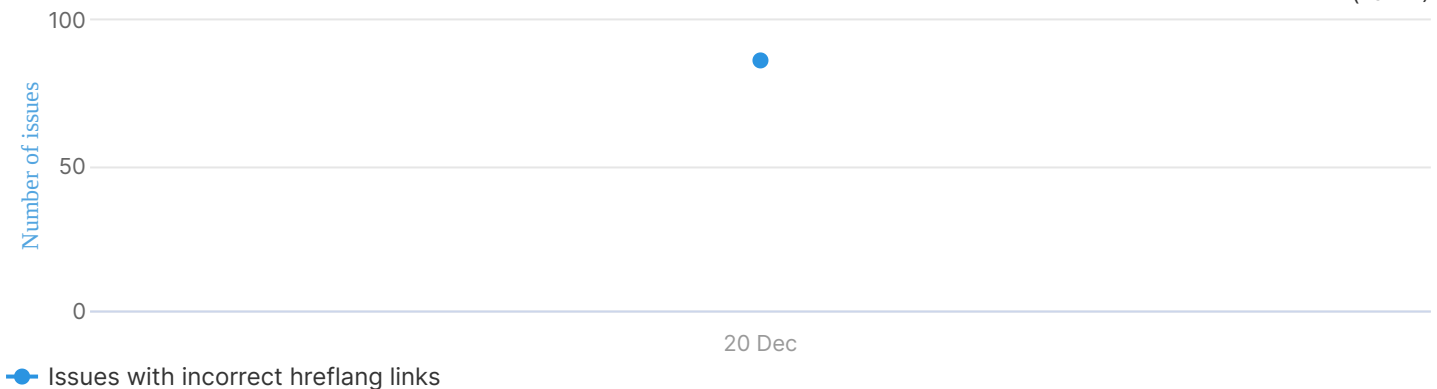 100
Number of issues
50
0
20 Dec
Issues with incorrect hreflang links